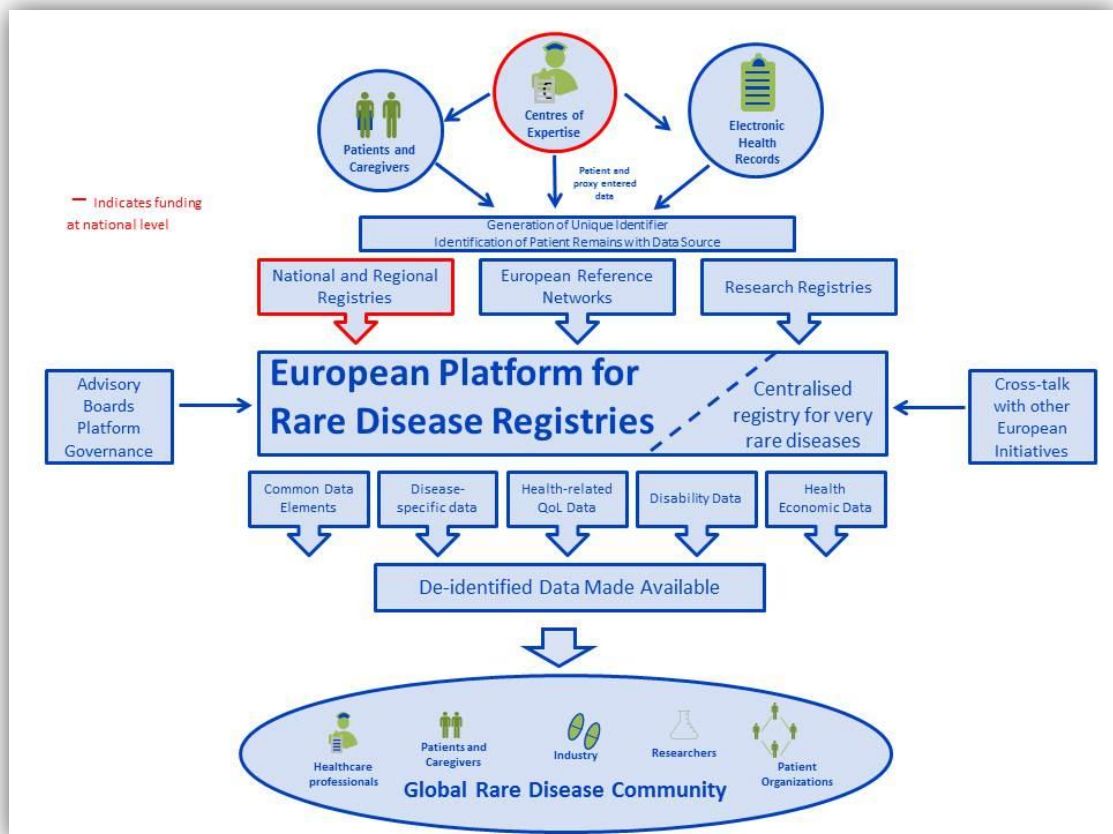 Centres of
Expertise
Patients and
Caregivers
Electronic
Health
Records
Patient and
proxy entered
data
— Indicates funding
at national level
Generation of Unique Identifier
Identification of Patient Remains with Data Source
National and Regional
Registries
European Reference
Networks
Research Registries
Advisory
Boards
Platform
Governance
European Platform for
Rare Disease Registries
Centralised
registry for very
rare diseases
Cross-talk
with other
European
Initiatives
Common Data
Elements
Disease-
specific data
Health-related
QoL Data
Disability Data
Health
Economic Data
De-identified Data Made Available
Healthcare
professionals
Patients and
Caregivers
Industry
Researchers
Patient
Organizations
Global Rare Disease Community